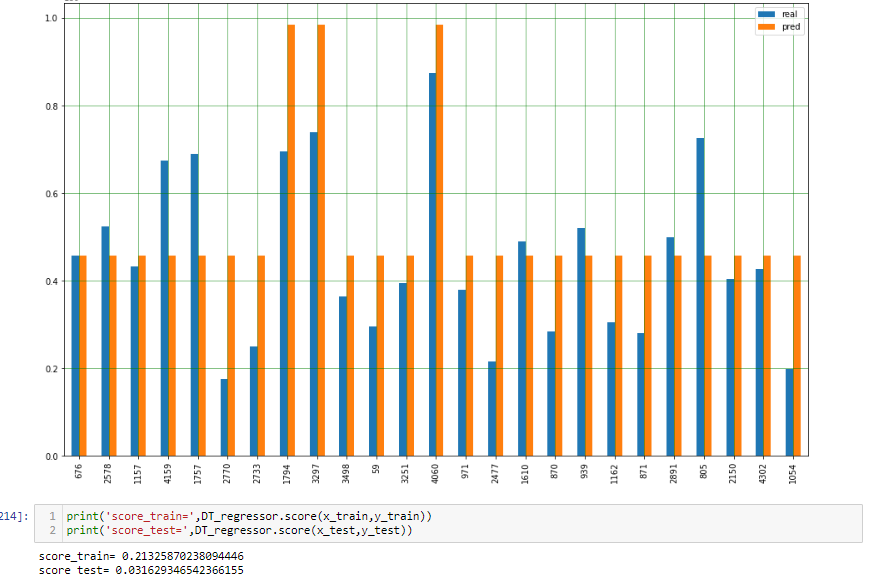 1.0
real
pred
0.8
0.6
0.4
0.2
0.0
676 2578 1157 4159 1757 2770 2733 1794 3297 3498 59 3251 4060 971 2477 1610 870 939 1162 871 2891 805 2150 4302 1054
214]:
1 print('score_train=',DT_regressor.score(x_train,y_train))
2 print('score_test=',DT_regressor.score(x_test,y_test))
score_train= 0.21325870238094446
score_test= 0.031629346542366155